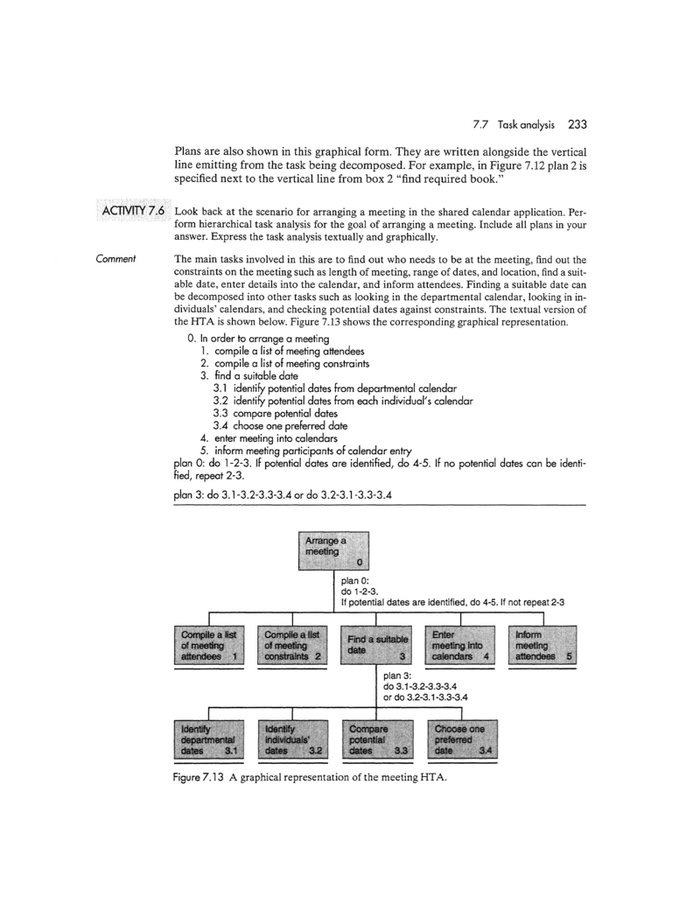 7.7 Task analysis 233
Plans are also shown in this graphical form. They are written alongside the vertical
line emitting from the task being decomposed. For example, in Figure 7.12 plan 2 is
specified next to the vertical line from box 2 “find required book.”
ACTIVITY 7.6 Look back at the scenario for arranging a meeting in the shared calendar application. Per-
form hierarchical task analysis for the goal of arranging a meeting. Include all plans in your
answer. Express the task analysis textually and graphically.
Comment The main tasks involved in this are to find out who needs to be at the meeting, find out the
constraints on the meeting such as length of meeting, range of dates, and location, find a suit-
able date, enter details into the calendar, and inform attendees. Finding a suitable date can
be decomposed into other tasks such as looking in the departmental calendar, looking in in-
dividuals’ calendars, and checking potential dates against constraints. The textual version of
the HTA is shown below. Figure 7.13 shows the corresponding graphical representation.
0. In order to arrange a meeting
1. compile a list of meeting attendees
2. compile a list of meeting constraints
3. find a suitable date
3.1 identify potential dates from departmental calendar
3.2 identify potential dates from each individual’s calendar
3.3 compare potential dates
3.4 choose one preferred date
4. enter meeting into calendars
5. inform meeting participants of calendar entry
plan 0: do 1-2-3. If potential dates are identified, do 4-5. If no potential dates can be identi-
fied, repeat 2-3.
plan 3: do 3.1-3.2-3.3-3.4 or do 3.2-3.1-3.3-3.4
Arrange a
meeting
0
plan 0:
do 1-2-3.
If potential dates are identified, do 4-5. If not repeat 2-3
Compile a list
of meeting
attendees 1
Compile a list
of meeting
constraints 2
Find a suitable
date
3
Enter
meeting into
calendars 4
Inform
meeting
attendees 5
plan 3:
do 3.1-3.2-3.3-3.4
or do 3.2-3.1-3.3-3.4
Identify
departmental
dates 3.1
Identify
individuals’
dates 3.2
Compare
potential
dates 3.3
Choose one
preferred
date 3.4
Figure 7.13 A graphical representation of the meeting HTA.